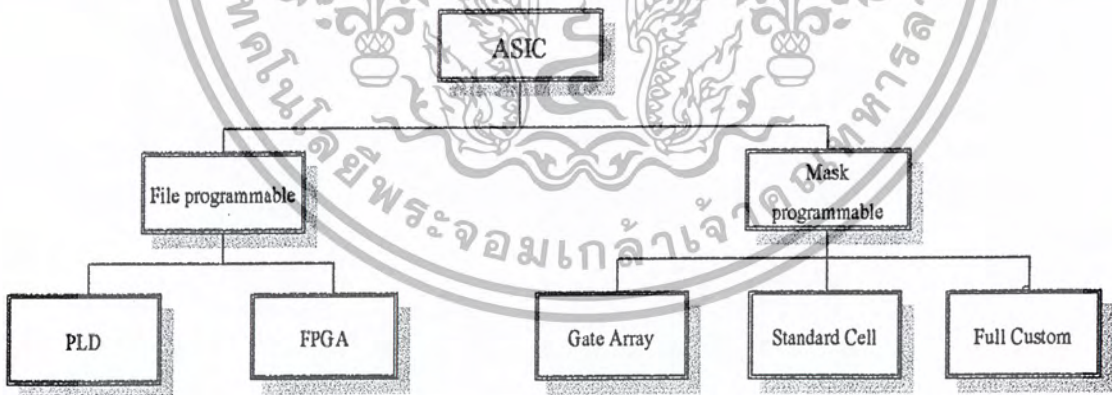 ASIC
File programmable
Mask
programmable
PLD
FPGA
Gate Array
Standard Cell
Full Custom